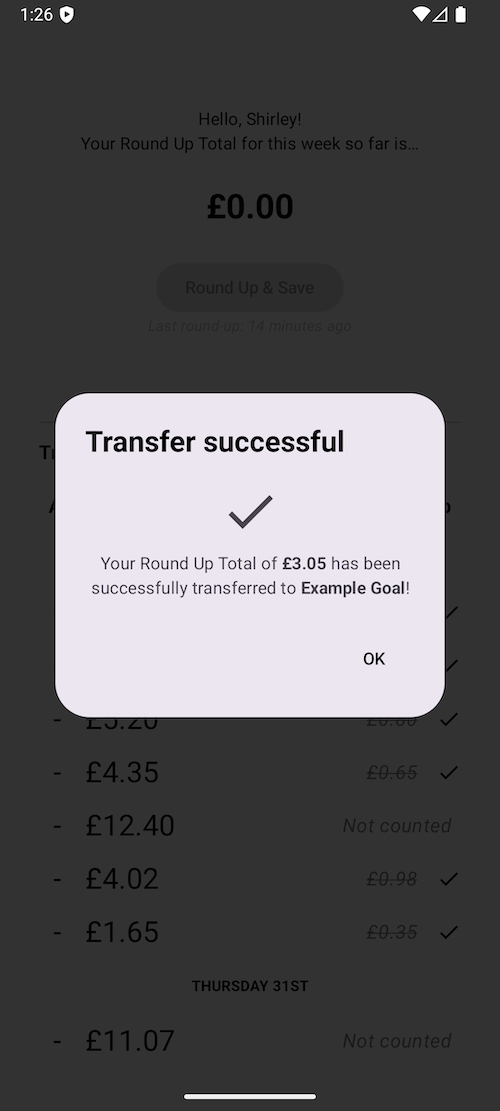 1:26
Hello, Shirley!
Your Round Up Total for this week so far is...
£0.00
Round Up & Save
Last round-up: 14 minutes ago
Transfer successful
Your Round Up Total of £3.05 has been
successfully transferred to Example Goal!
OK
- £5.20 £0.80
- £4.35 £0.65
- £12.40 Not counted
- £4.02 £0.98
- £1.65 £0.35
THURSDAY 31ST
- £11.07 Not counted